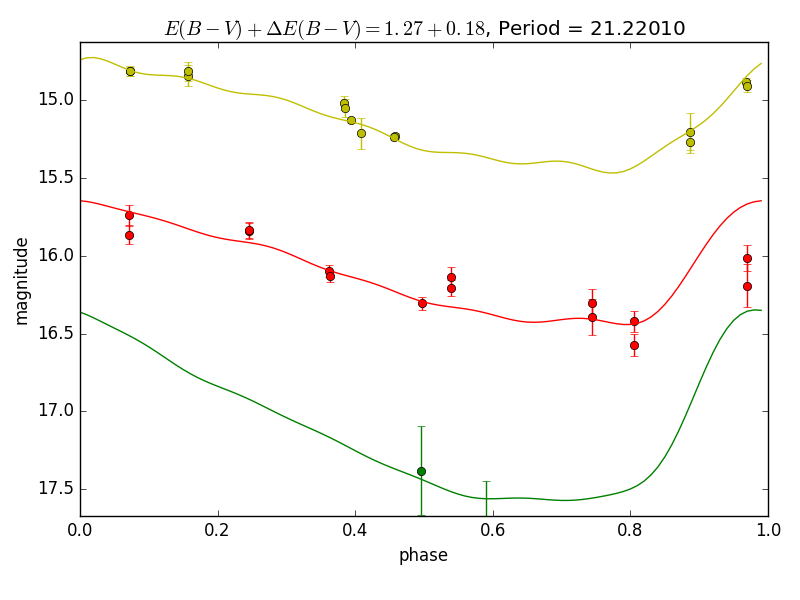 E(B − V) + ΔE(B − V) = 1.27 + 0.18, Period = 21.22010
15.0
15.5
16.0
16.5
17.0
17.5
magnitude
0.0 0.2 0.4 0.6 0.8 1.0
phase